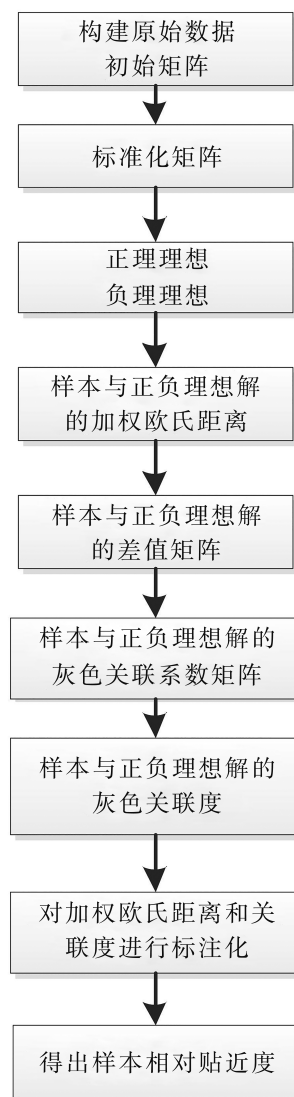 构建原始数据
初始矩阵
标准化矩阵
正理理想
负理理想
样本与正负理想解
的加权欧氏距离
样本与正负理想解
的差值矩阵
样本与正负理想解的
灰色关联系数矩阵
样本与正负理想解的
灰色关联度
对加权欧氏距离和关
联度进行标注化
得出样本相对贴近度